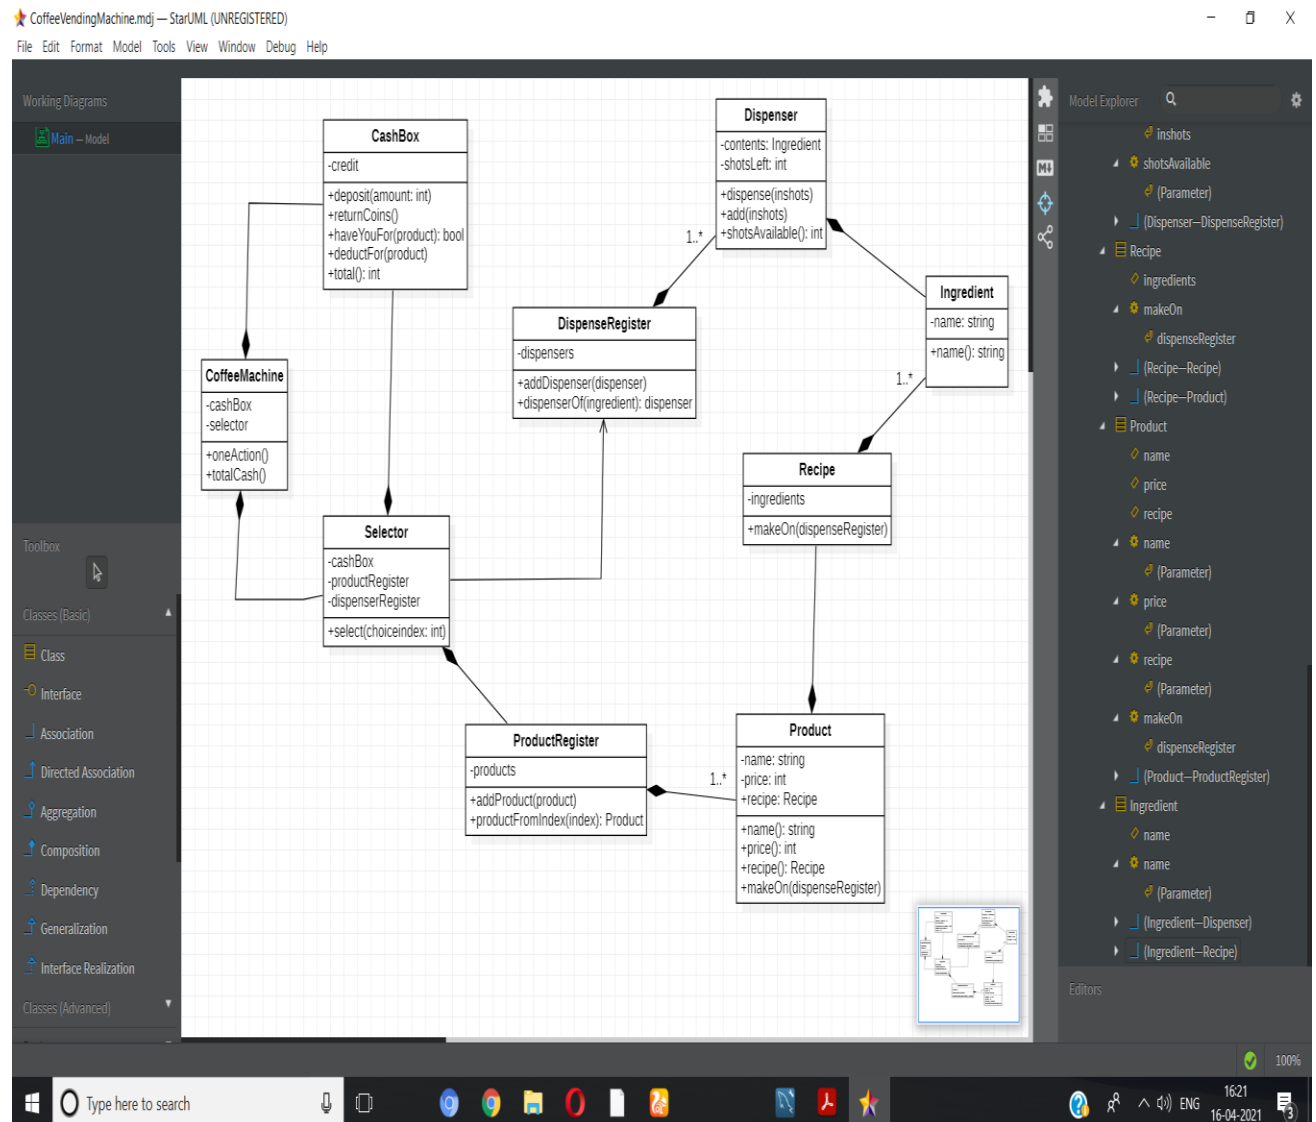 CoffeeVendingMachine.mdj — StarUML (UNREGISTERED)
File Edit Format Model Tools View Window Debug Help
Working Diagrams
Main — Model
Toolbox
Classes (Basic)
Class
Interface
Association
Directed Association
Aggregation
Composition
Dependency
Generalization
Interface Realization
Classes (Advanced)
CashBox
-credit
+deposit(amount: int)
+returnCoins()
+haveYouFor(product): bool
+deductFor(product)
+total(): int
Dispenser
-contents: Ingredient
-shotsLeft: int
+dispense(inshots)
+add(inshots)
+shotsAvailable(): int
1..*
Ingredient
-name: string
+name(): string
1..*
DispenseRegister
-dispensers
+addDispenser(dispenser)
+dispenserOf(ingredient): dispenser
CoffeeMachine
-cashBox
-selector
+oneAction()
+totalCash()
Recipe
-ingredients
+makeOn(dispenseRegister)
Selector
-cashBox
-productRegister
-dispenserRegister
+select(choiceindex: int)
ProductRegister
-products
+addProduct(product)
+productFromIndex(index): Product
1..*
Product
-name: string
-price: int
+recipe: Recipe
+name(): string
+price(): int
+recipe(): Recipe
+makeOn(dispenseRegister)
Model Explorer
inshots
shotsAvailable
(Parameter)
(Dispenser—DispenseRegister)
Recipe
ingredients
makeOn
dispenseRegister
(Recipe—Recipe)
(Recipe—Product)
Product
name
price
recipe
name
(Parameter)
price
(Parameter)
recipe
(Parameter)
makeOn
dispenseRegister
(Product—ProductRegister)
Ingredient
name
name
(Parameter)
(Ingredient—Dispenser)
(Ingredient—Recipe)
Editors
100%
Type here to search
ENG
16:21
16-04-2021
3